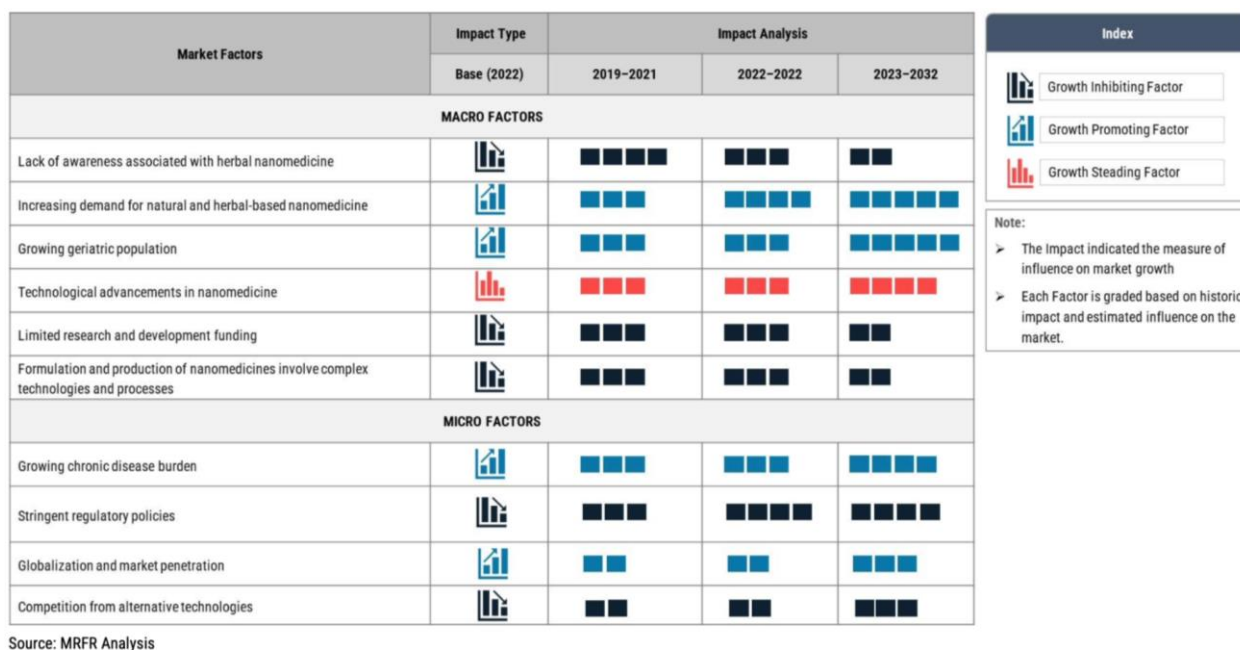 Market Factors
Impact Type
Impact Analysis
Base (2022)
2019–2021
2022–2022
2023–2032
MACRO FACTORS
Lack of awareness associated with herbal nanomedicine
Increasing demand for natural and herbal-based nanomedicine
Growing geriatric population
Technological advancements in nanomedicine
Limited research and development funding
Formulation and production of nanomedicines involve complex
technologies and processes
MICRO FACTORS
Growing chronic disease burden
Stringent regulatory policies
Globalization and market penetration
Competition from alternative technologies
Source: MRFR Analysis
Index
Growth Inhibiting Factor
Growth Promoting Factor
Growth Steading Factor
Note:
➢ The Impact indicated the measure of
influence on market growth
➢ Each Factor is graded based on historic
impact and estimated influence on the
market.